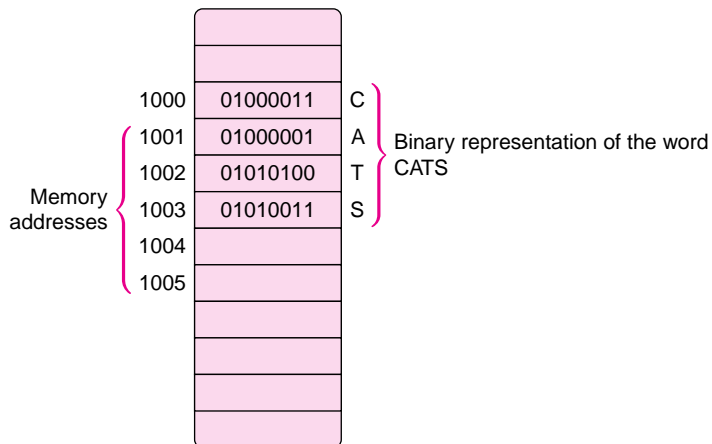 1000 01000011 C
1001 01000001 A
1002 01010100 T
1003 01010011 S
1004
1005
Memory
addresses
Binary representation of the word
CATS